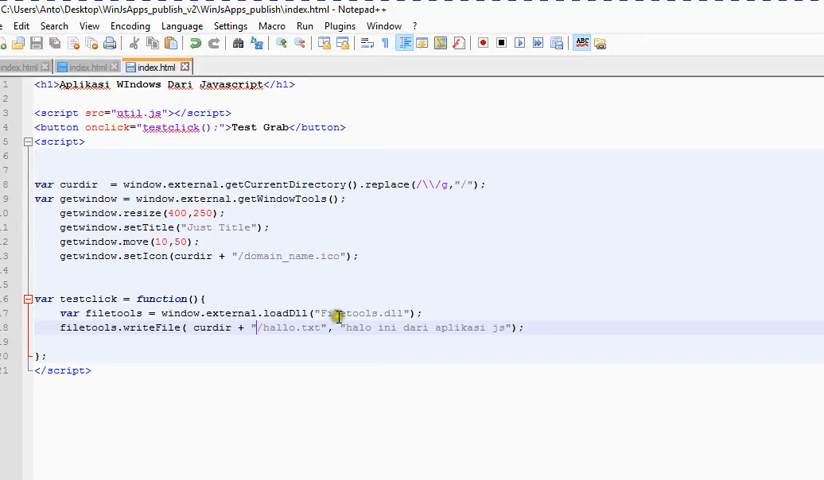 C:\Users\Anto\Desktop\WinJsApps_publish_v2\WinJsApps_publish\index.html - Notepad++
Edit Search View Encoding Language Settings Macro Run Plugins Window ?
index.html index.html index.html
1 <h1>Aplikasi WIndows Dari Javascript</h1>
2
3 <script src="util.js"></script>
4 <button onclick="testclick();">Test Grab</button>
5 <script>
6
7
8 var curdir = window.external.getCurrentDirectory().replace(/\\/g,"/");
9 var getwindow = window.external.getWindowTools();
10 getwindow.resize(400,250);
11 getwindow.setTitle("Just Title");
12 getwindow.move(10,50);
13 getwindow.setIcon(curdir + "/domain_name.ico");
14
15
16 var testclick = function(){
17 var filetools = window.external.loadDll("Filetools.dll");
18 filetools.writeFile( curdir + "/hallo.txt", "halo ini dari aplikasi js");
19
20 };
21 </script>